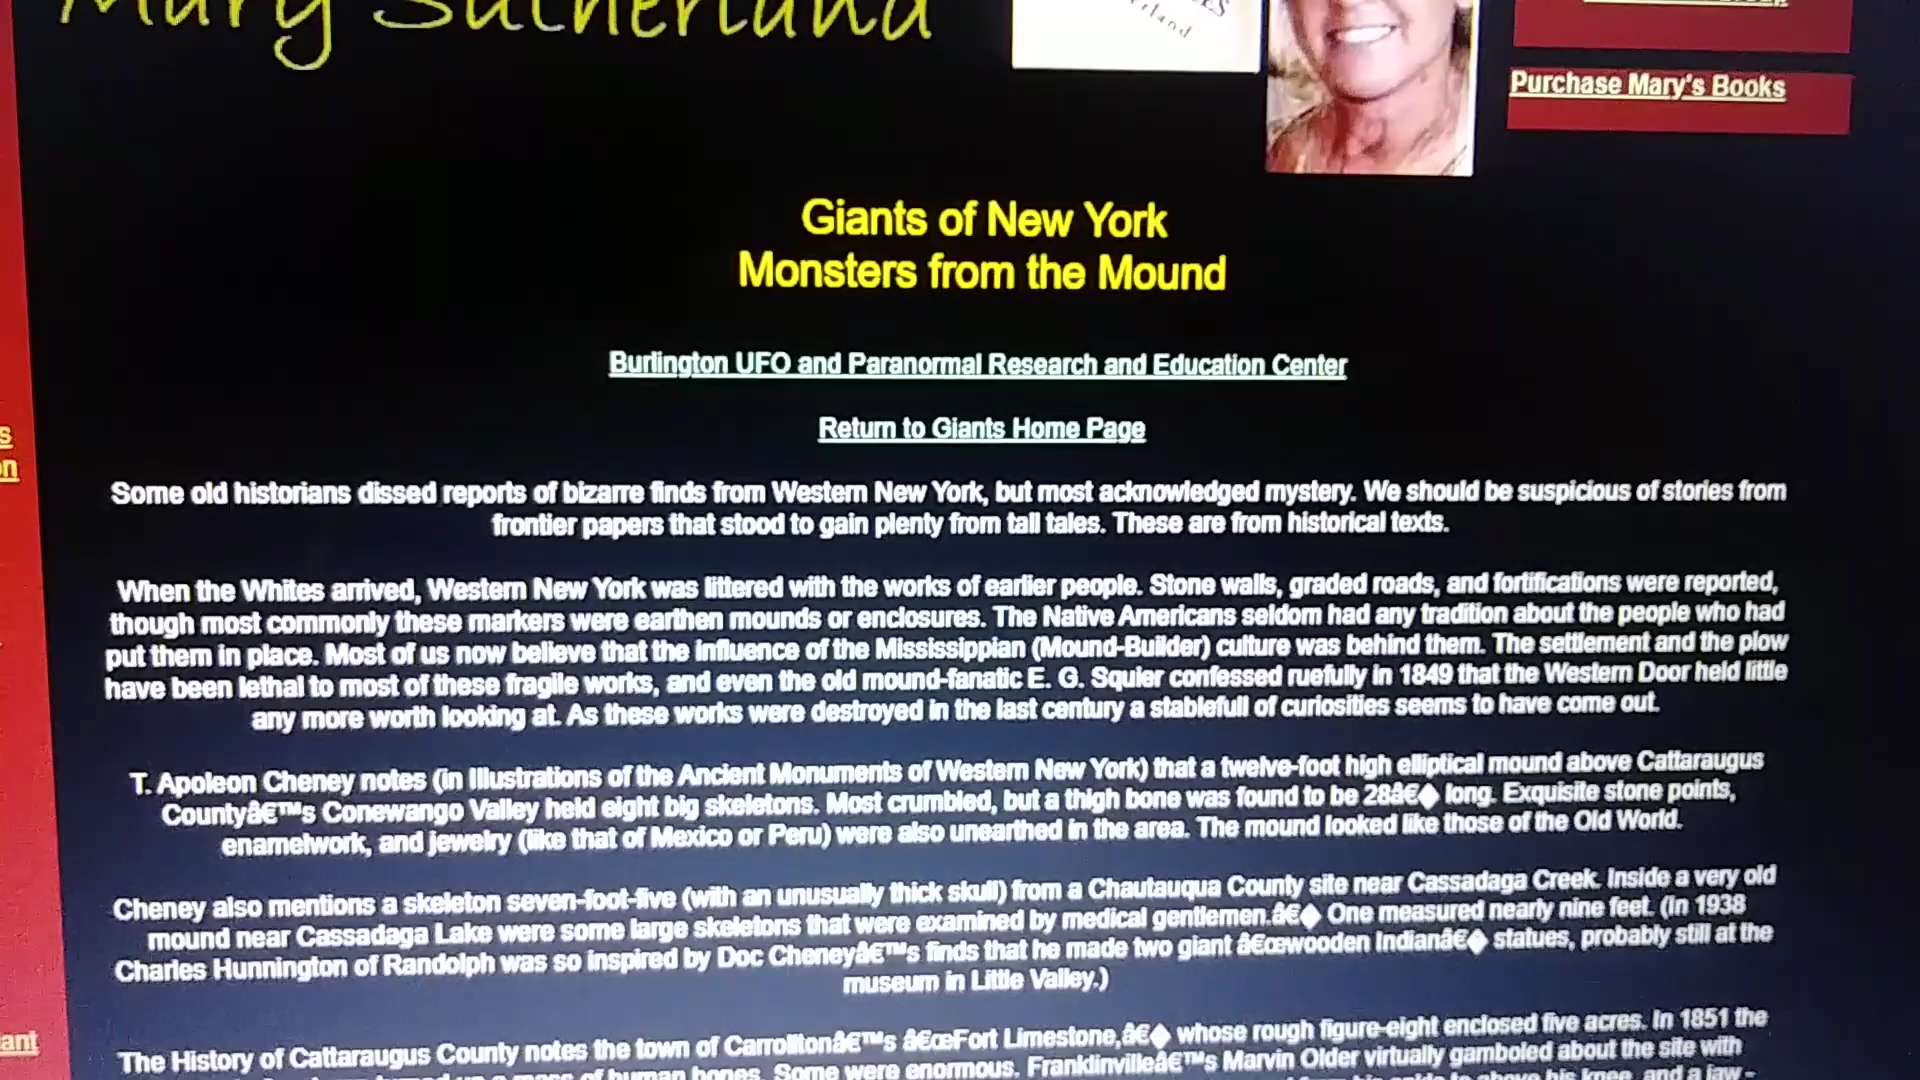 Mary Sutherland
Purchase Mary's Books
Giants of New York
Monsters from the Mound
Burlington UFO and Paranormal Research and Education Center
Return to Giants Home Page
Some old historians dissed reports of bizarre finds from Western New York, but most acknowledged mystery. We should be suspicious of stories from
frontier papers that stood to gain plenty from tall tales. These are from historical texts.
When the Whites arrived, Western New York was littered with the works of earlier people. Stone walls, graded roads, and fortifications were reported,
though most commonly these markers were earthen mounds or enclosures. The Native Americans seldom had any tradition about the people who had
put them in place. Most of us now believe that the influence of the Mississippian (Mound-Builder) culture was behind them. The settlement and the plow
have been lethal to most of these fragile works, and even the old mound-fanatic E. G. Squier confessed ruefully in 1849 that the Western Door held little
any more worth looking at. As these works were destroyed in the last century a stablefull of curiosities seems to have come out.
T. Apoleon Cheney notes (in Illustrations of the Ancient Monuments of Western New York) that a twelve-foot high elliptical mound above Cattaraugus
Countyâ€™s Conewango Valley held eight big skeletons. Most crumbled, but a thigh bone was found to be 28â€� long. Exquisite stone points,
enamelwork, and jewelry (like that of Mexico or Peru) were also unearthed in the area. The mound looked like those of the Old World.
Cheney also mentions a skeleton seven-foot-five (with an unusually thick skull) from a Chautauqua County site near Cassadaga Creek. Inside a very old
mound near Cassadaga Lake were some large skeletons that were examined by medical gentlemen.â€� One measured nearly nine feet. (In 1938
Charles Hunnington of Randolph was so inspired by Doc Cheneyâ€™s finds that he made two giant â€œwooden Indianâ€� statues, probably still at the
museum in Little Valley.)
The History of Cattaraugus County notes the town of Carrolltonâ€™s â€œFort Limestone,â€� whose rough figure-eight enclosed five acres. In 1851 the
of human bones. Some were enormous. Franklinvilleâ€™s Marvin Older virtually gamboled about the site with
knee, and a jaw -